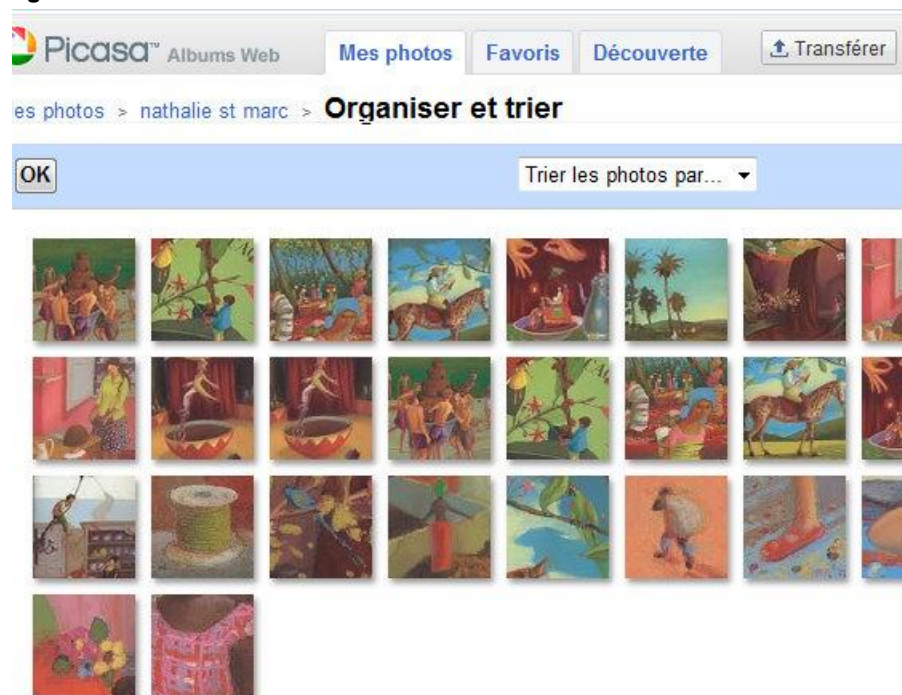 Picasa™ Albums Web Mes photos Favoris Découverte Transférer
es photos > nathalie st marc > Organiser et trier
OK Trier les photos par...